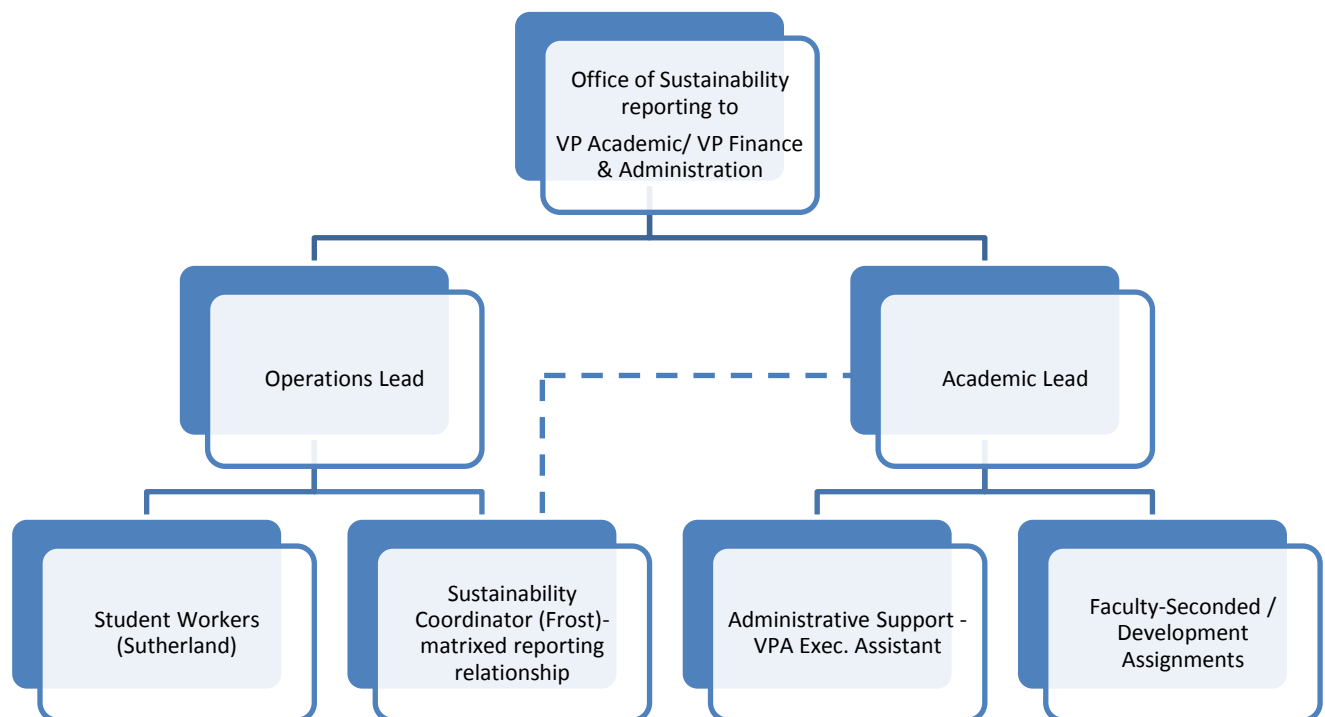 Office of Sustainability
reporting to
VP Academic/ VP Finance
& Administration
Operations Lead
Academic Lead
Student Workers
(Sutherland)
Sustainability
Coordinator (Frost)-
matrixed reporting
relationship
Administrative Support -
VPA Exec. Assistant
Faculty-Seconded /
Development
Assignments